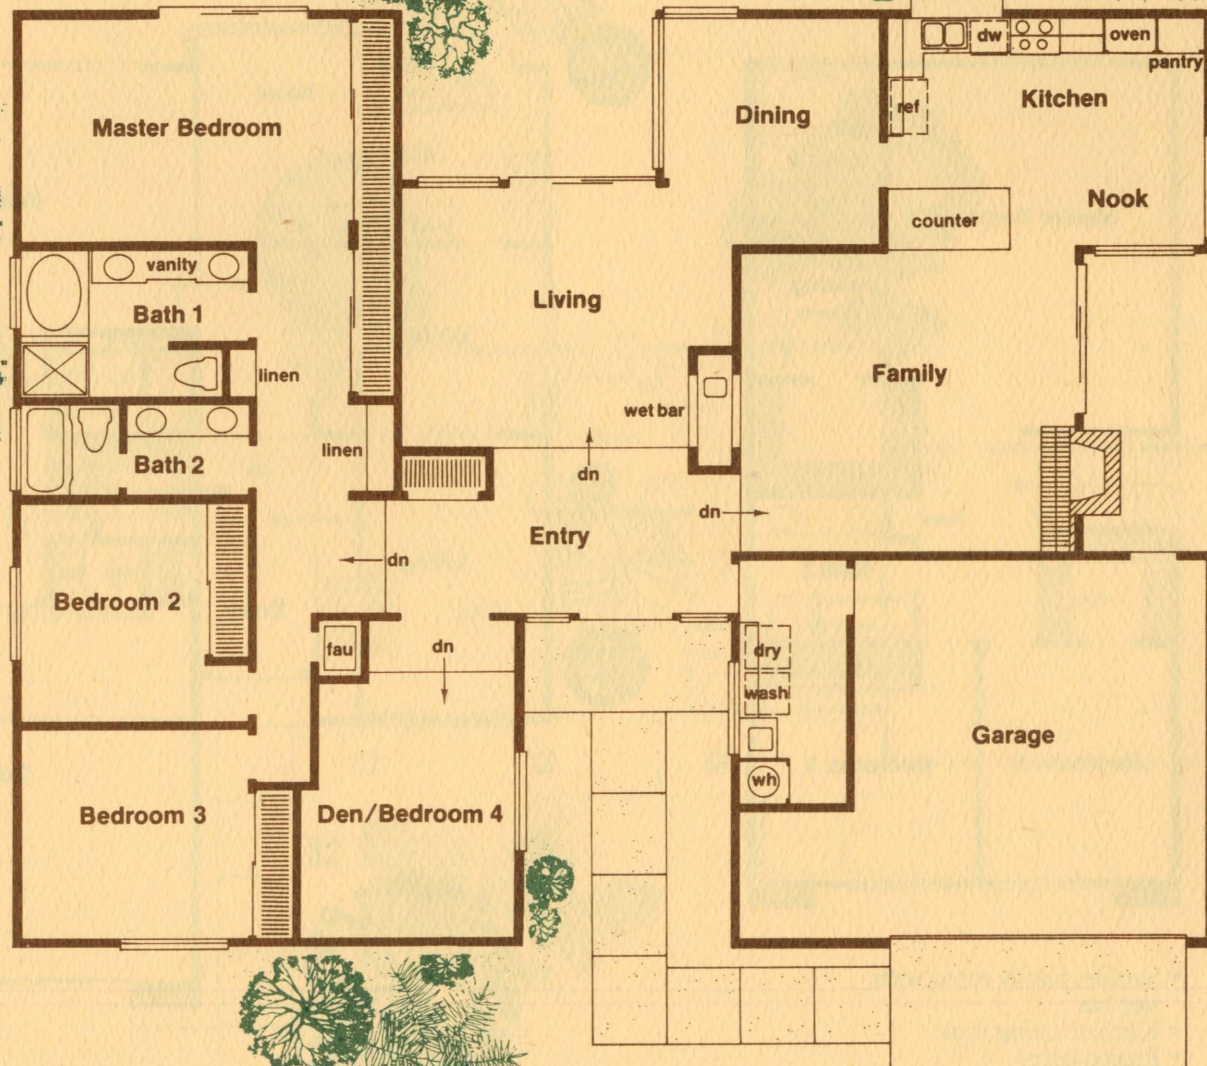 dw
oven
pantry
Master Bedroom
Dining
ref
Kitchen
Nook
counter
vanity
Bath 1
Living
linen
Family
wet bar
Bath 2
linen
dn
dn
Entry
dn
Bedroom 2
fau
dn
dry
wash
Garage
wh
Bedroom 3
Den/Bedroom 4